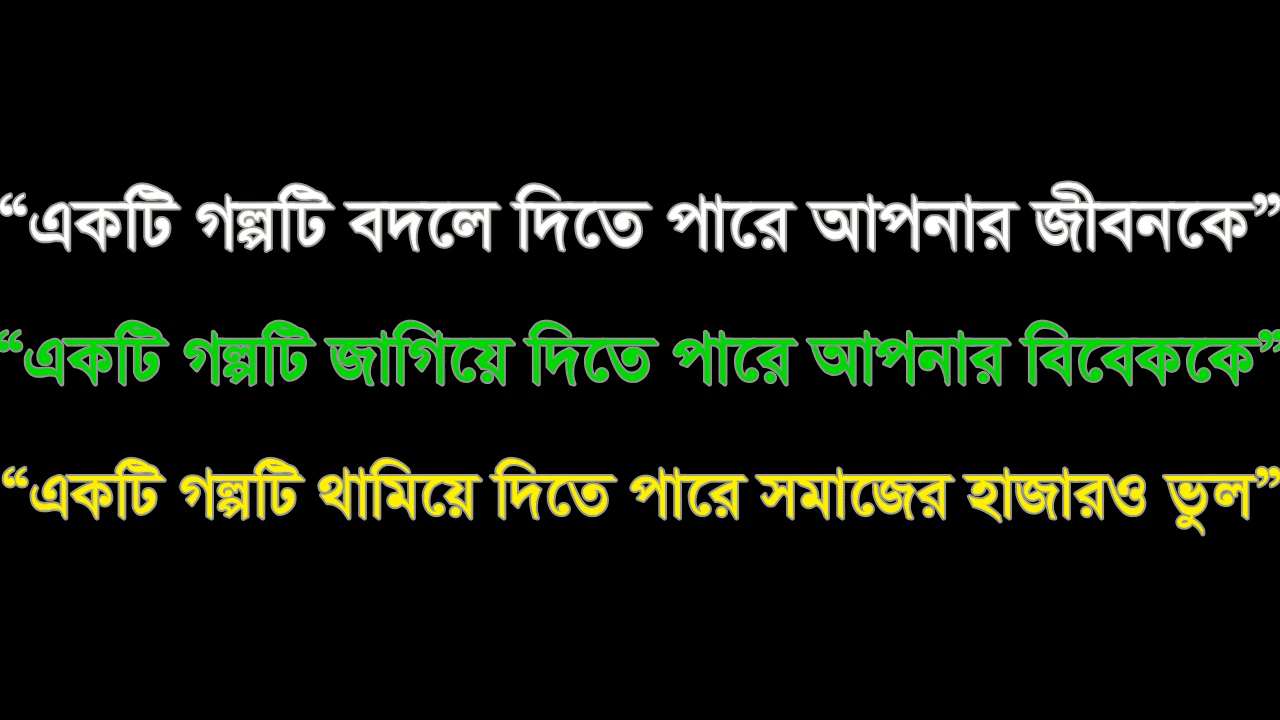 “একটি গল্পটি বদলে দিতে পারে আপনার জীবনকে”
“একটি গল্পটি জাগিয়ে দিতে পারে আপনার বিবেককে”
“একটি গল্পটি থামিয়ে দিতে পারে সমাজের হাজারও ভুল”